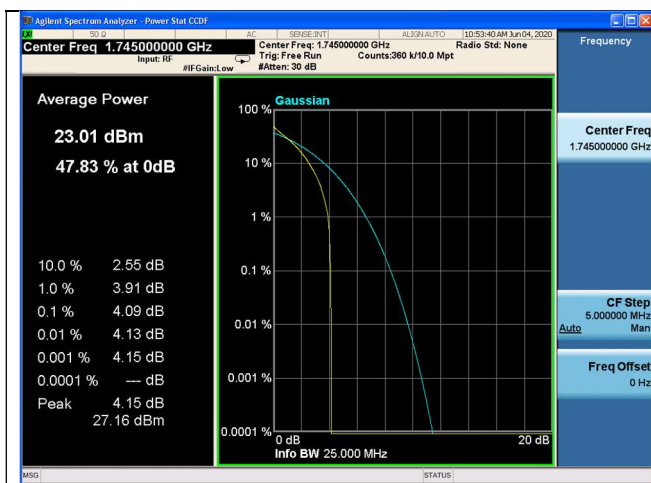 Agilent Spectrum Analyzer - Power Stat CCDF
LXI 50 Ω AC SENSE:INT ALIGN AUTO 10:53:40 AM Jun 04, 2020
Center Freq 1.745000000 GHz
Input: RF
#IFGain:Low
Center Freq: 1.745000000 GHz
Trig: Free Run
Counts:360 k/10.0 Mpt
#Atten: 30 dB
Radio Std: None
Average Power
23.01 dBm
47.83 % at 0dB
10.0 % 2.55 dB
1.0 % 3.91 dB
0.1 % 4.09 dB
0.01 % 4.13 dB
0.001 % 4.15 dB
0.0001 % --- dB
Peak 4.15 dB
27.16 dBm
Gaussian
100 %
10 %
1 %
0.1 %
0.01 %
0.001 %
0.0001 %
0 dB 20 dB
Info BW 25.000 MHz
Frequency
Center Freq
1.745000000 GHz
CF Step
5.000000 MHz
Auto Man
Freq Offset
0 Hz
MSG STATUS